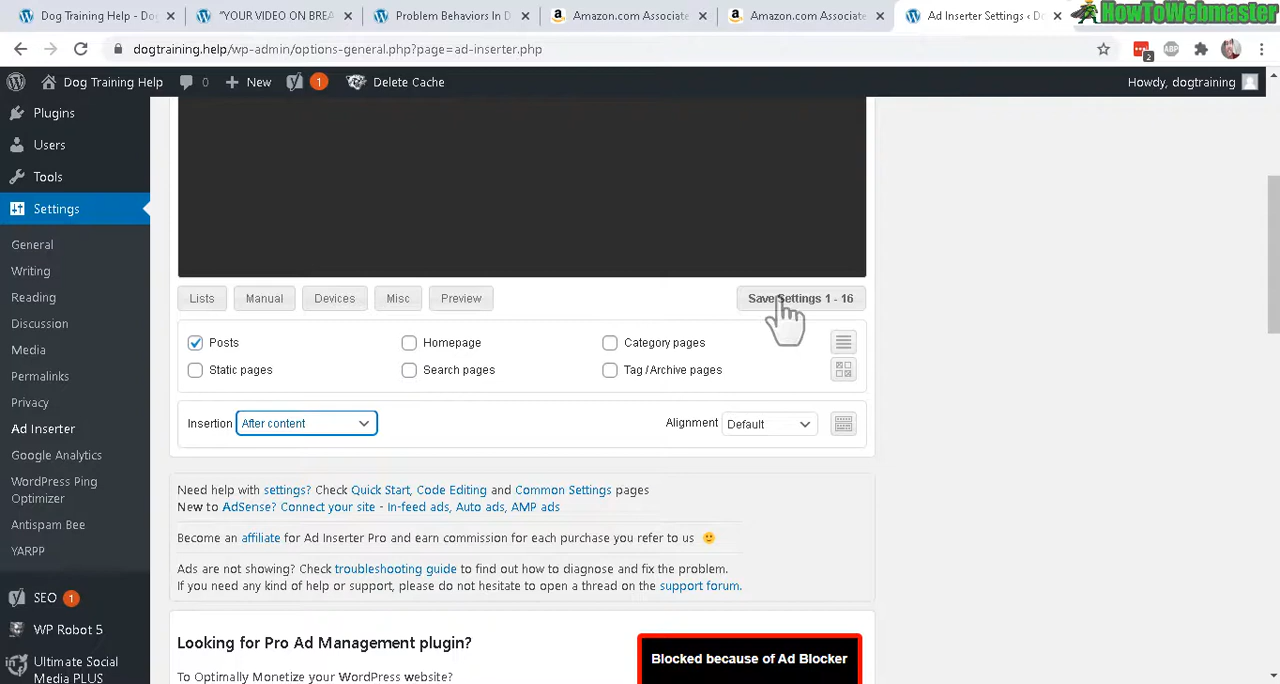 Dog Training Help - Dog
"YOUR VIDEO ON BREA
Problem Behaviors In D
Amazon.com Associate
Amazon.com Associate
Ad Inserter Settings ‹ Do
HowToWebmaster
dogtraining.help/wp-admin/options-general.php?page=ad-inserter.php
2
ABP
Dog Training Help
0
New
1
Delete Cache
Howdy, dogtraining
Plugins
Users
Tools
Settings
General
Writing
Reading
Discussion
Media
Permalinks
Privacy
Ad Inserter
Google Analytics
WordPress Ping
Optimizer
Antispam Bee
YARPP
SEO 1
WP Robot 5
Ultimate Social
Media PLUS
Lists
Manual
Devices
Misc
Preview
Save Settings 1 - 16
Posts
Homepage
Category pages
Static pages
Search pages
Tag / Archive pages
Insertion
After content
Alignment
Default
Need help with settings? Check Quick Start, Code Editing and Common Settings pages
New to AdSense? Connect your site - In-feed ads, Auto ads, AMP ads
Become an affiliate for Ad Inserter Pro and earn commission for each purchase you refer to us
Ads are not showing? Check troubleshooting guide to find out how to diagnose and fix the problem.
If you need any kind of help or support, please do not hesitate to open a thread on the support forum.
Looking for Pro Ad Management plugin?
To Optimally Monetize your WordPress website?
Blocked because of Ad Blocker